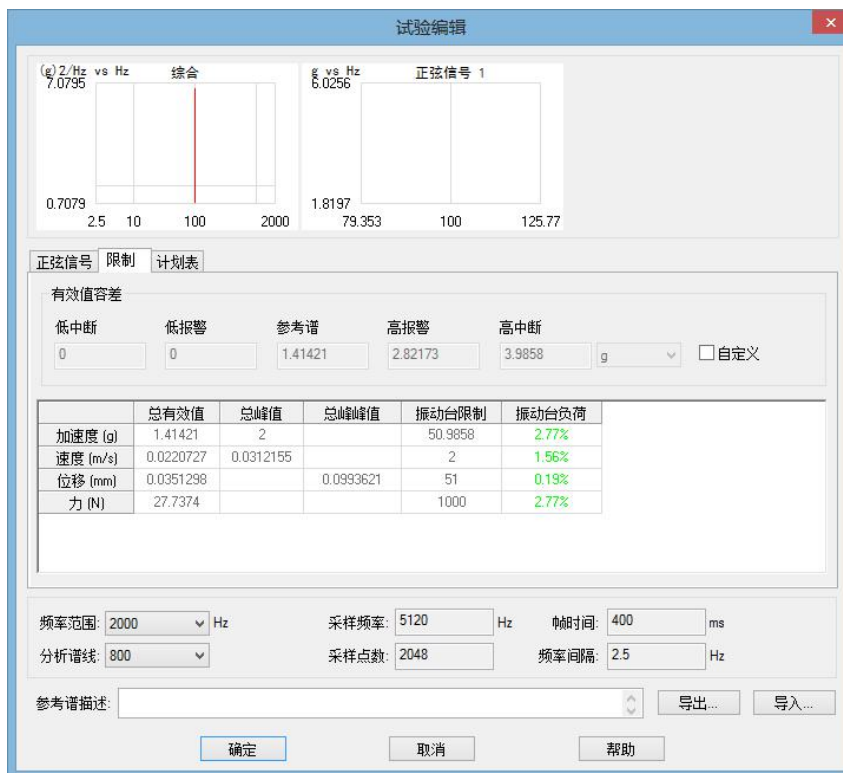 试验编辑
(g)2/Hz vs Hz 综合
7.0795
0.7079
2.5 10 100 2000
g vs Hz 正弦信号 1
6.0256
1.8197
79.353 100 125.77
正弦信号 限制 计划表
有效值容差
低中断 低报警 参考谱 高报警 高中断
0 0 1.41421 2.82173 3.9858 g 自定义
总有效值 总峰值 总峰峰值 振动台限制 振动台负荷
加速度 (g) 1.41421 2 50.9858 2.77%
速度 (m/s) 0.0220727 0.0312155 2 1.56%
位移 (mm) 0.0351298 0.0993621 51 0.19%
力 (N) 27.7374 1000 2.77%
频率范围: 2000 Hz 采样频率: 5120 Hz 帧时间: 400 ms
分析谱线: 800 采样点数: 2048 频率间隔: 2.5 Hz
参考谱描述: 导出... 导入...
确定 取消 帮助